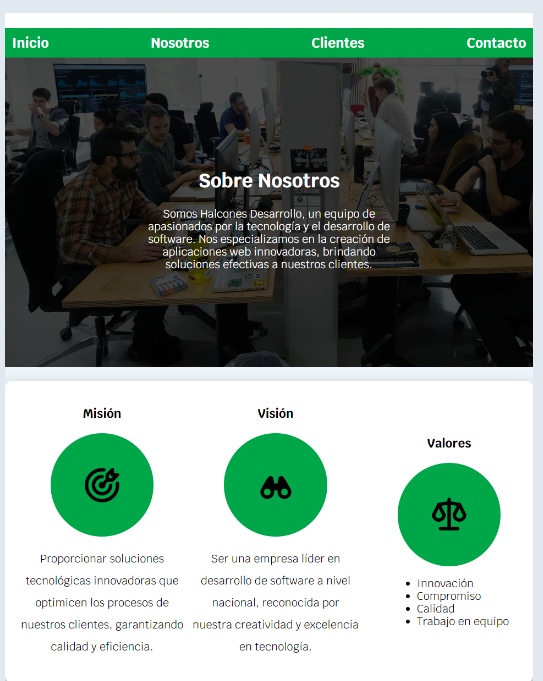 Inicio Nosotros Clientes Contacto
Sobre Nosotros
Somos Halcones Desarrollo, un equipo de
apasionados por la tecnología y el desarrollo de
software. Nos especializamos en la creación de
aplicaciones web innovadoras, brindando
soluciones efectivas a nuestros clientes.
Misión
Proporcionar soluciones
tecnológicas innovadoras que
optimicen los procesos de
nuestros clientes, garantizando
calidad y eficiencia.
Visión
Ser una empresa líder en
desarrollo de software a nivel
nacional, reconocida por
nuestra creatividad y excelencia
en tecnología.
Valores
• Innovación
• Compromiso
• Calidad
• Trabajo en equipo